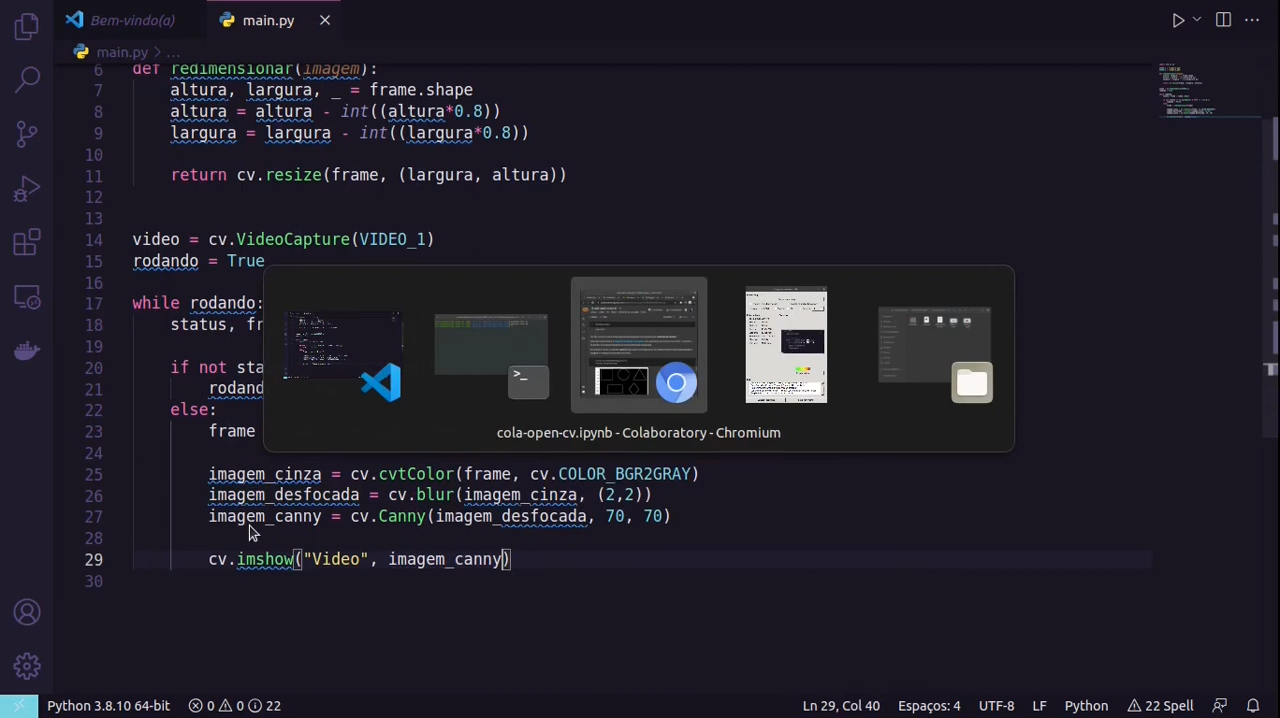 Bem-vindo(a)
main.py
main.py > ...
6 def redimensionar(imagem):
7 altura, largura, _ = frame.shape
8 altura = altura - int((altura*0.8))
9 largura = largura - int((largura*0.8))
10
11 return cv.resize(frame, (largura, altura))
12
13
14 video = cv.VideoCapture(VIDEO_1)
15 rodando = True
16
17 while rodando:
18 status, fr
19
20 if not sta
21 rodand
22 else:
23 frame
24
cola-open-cv.ipynb - Colaboratory - Chromium
25 imagem_cinza = cv.cvtColor(frame, cv.COLOR_BGR2GRAY)
26 imagem_desfocada = cv.blur(imagem_cinza, (2,2))
27 imagem_canny = cv.Canny(imagem_desfocada, 70, 70)
28
29 cv.imshow("Video", imagem_canny)
30
Python 3.8.10 64-bit 0 0 22 Ln 29, Col 40 Espaços: 4 UTF-8 LF Python 22 Spell